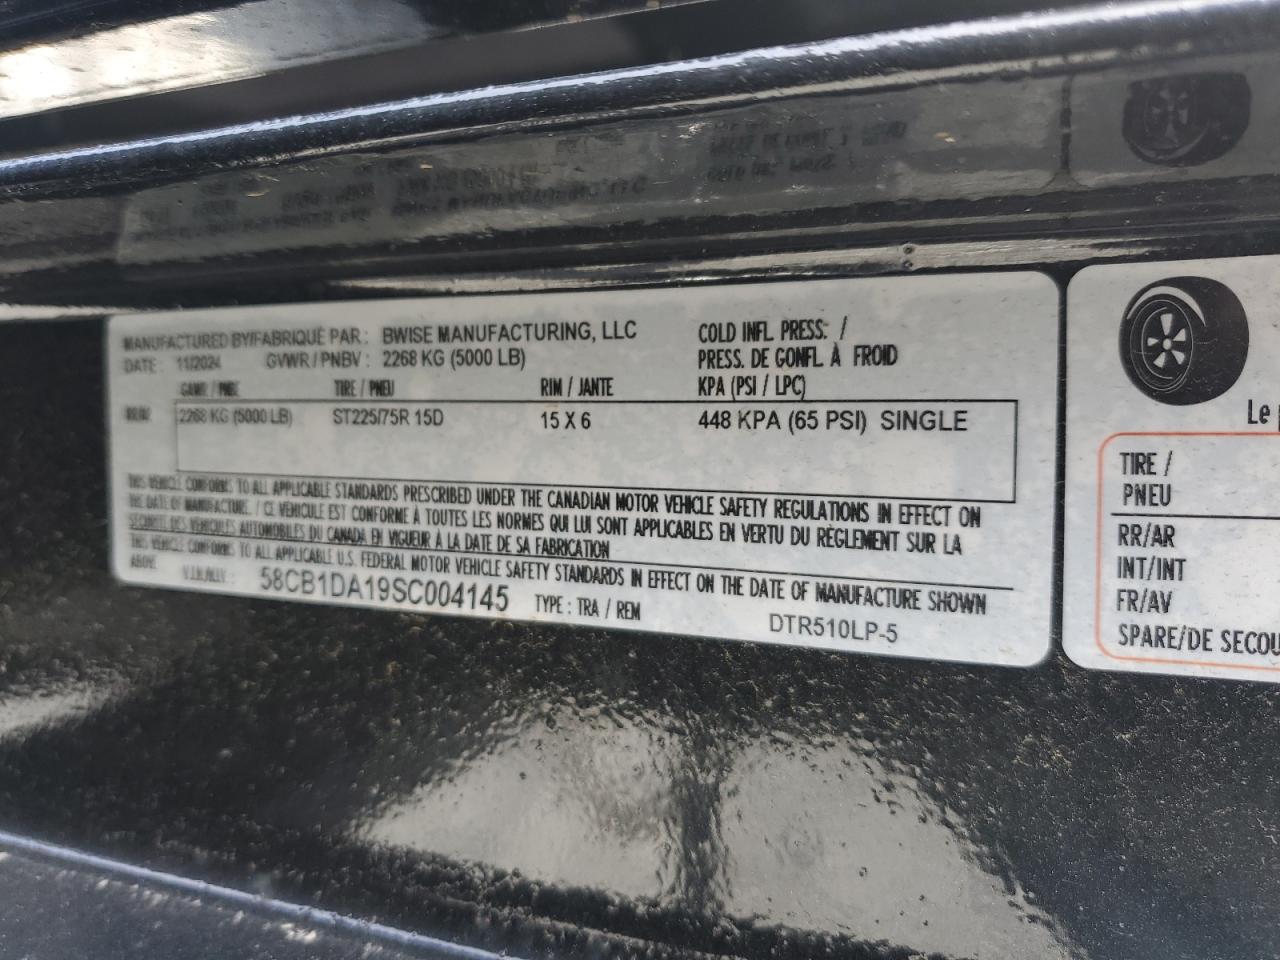 MANUFACTURED BY/FABRIQUÉ PAR : BWISE MANUFACTURING, LLC
DATE : 11/2024 GVWR / PNBV : 2268 KG (5000 LB)
COLD INFL PRESS. /
PRESS. DE GONFL À FROID
GAWR / PNBE TIRE / PNEU RIM / JANTE KPA (PSI / LPC)
2268 KG (5000 LB) ST225/75R 15D 15 X 6 448 KPA (65 PSI) SINGLE
THIS VEHICLE CONFORMS TO ALL APPLICABLE STANDARDS PRESCRIBED UNDER THE CANADIAN MOTOR VEHICLE SAFETY REGULATIONS IN EFFECT ON
THE DATE OF MANUFACTURE. / CE VÉHICULE EST CONFORME À TOUTES LES NORMES QUI LUI SONT APPLICABLES EN VERTU DU RÈGLEMENT SUR LA
SÉCURITÉ DES VÉHICULES AUTOMOBILES DU CANADA EN VIGUEUR À LA DATE DE SA FABRICATION
THIS VEHICLE CONFORMS TO ALL APPLICABLE U.S. FEDERAL MOTOR VEHICLE SAFETY STANDARDS IN EFFECT ON THE DATE OF MANUFACTURE SHOWN
ABOVE.
V.I.N./N.I.V : 58CB1DA19SC004145 TYPE : TRA / REM DTR510LP-5
Le
TIRE /
PNEU
RR/AR
INT/INT
FR/AV
SPARE/DE SECOU